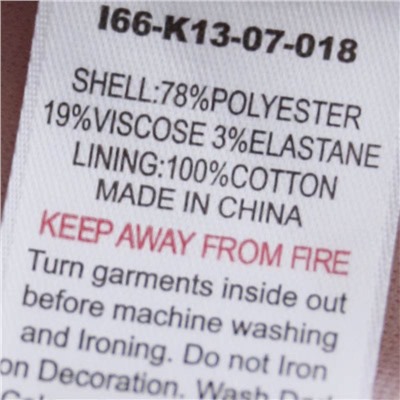 I66-K13-07-018
SHELL:78%POLYESTER
19%VISCOSE 3%ELASTANE
LINING:100%COTTON
MADE IN CHINA
KEEP AWAY FROM FIRE
Turn garments inside out
before machine washing
and Ironing. Do not Iron
on Decoration. Wash